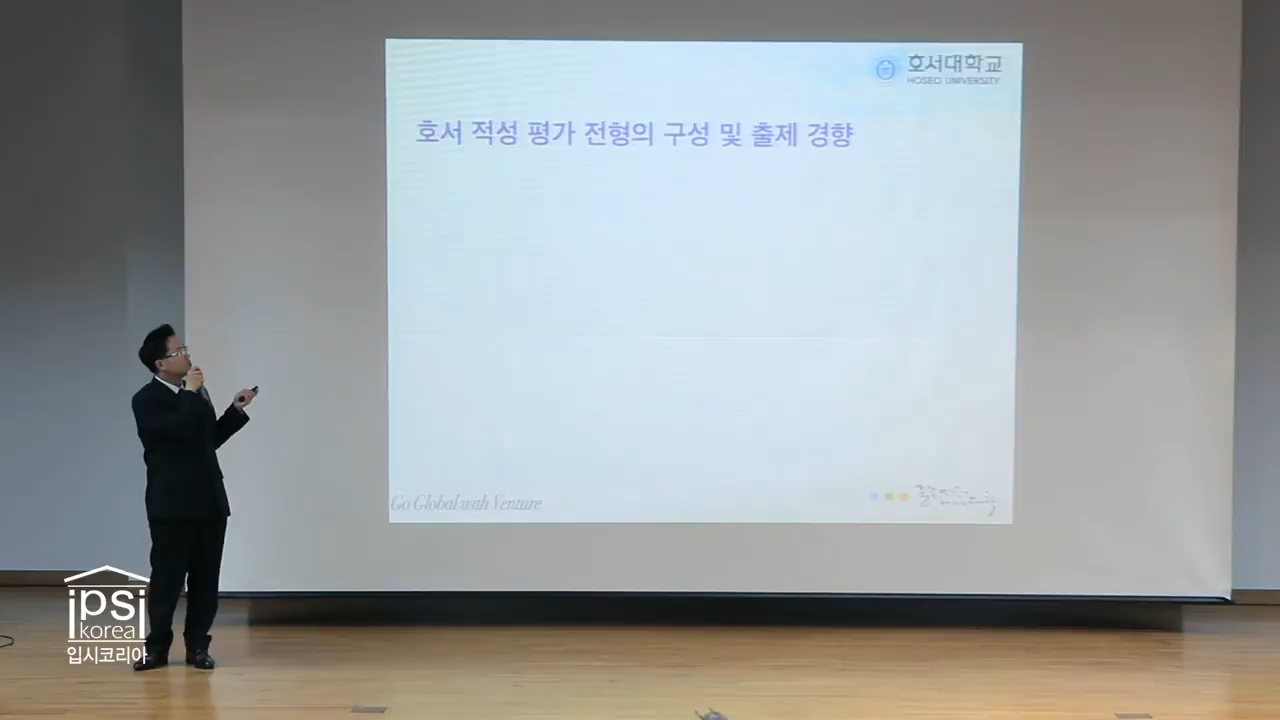 호서대학교
HOSEO UNIVERSITY
호서 적성 평가 전형의 구성 및 출제 경향
Go Global with Venture
ipsi
korea
입시코리아